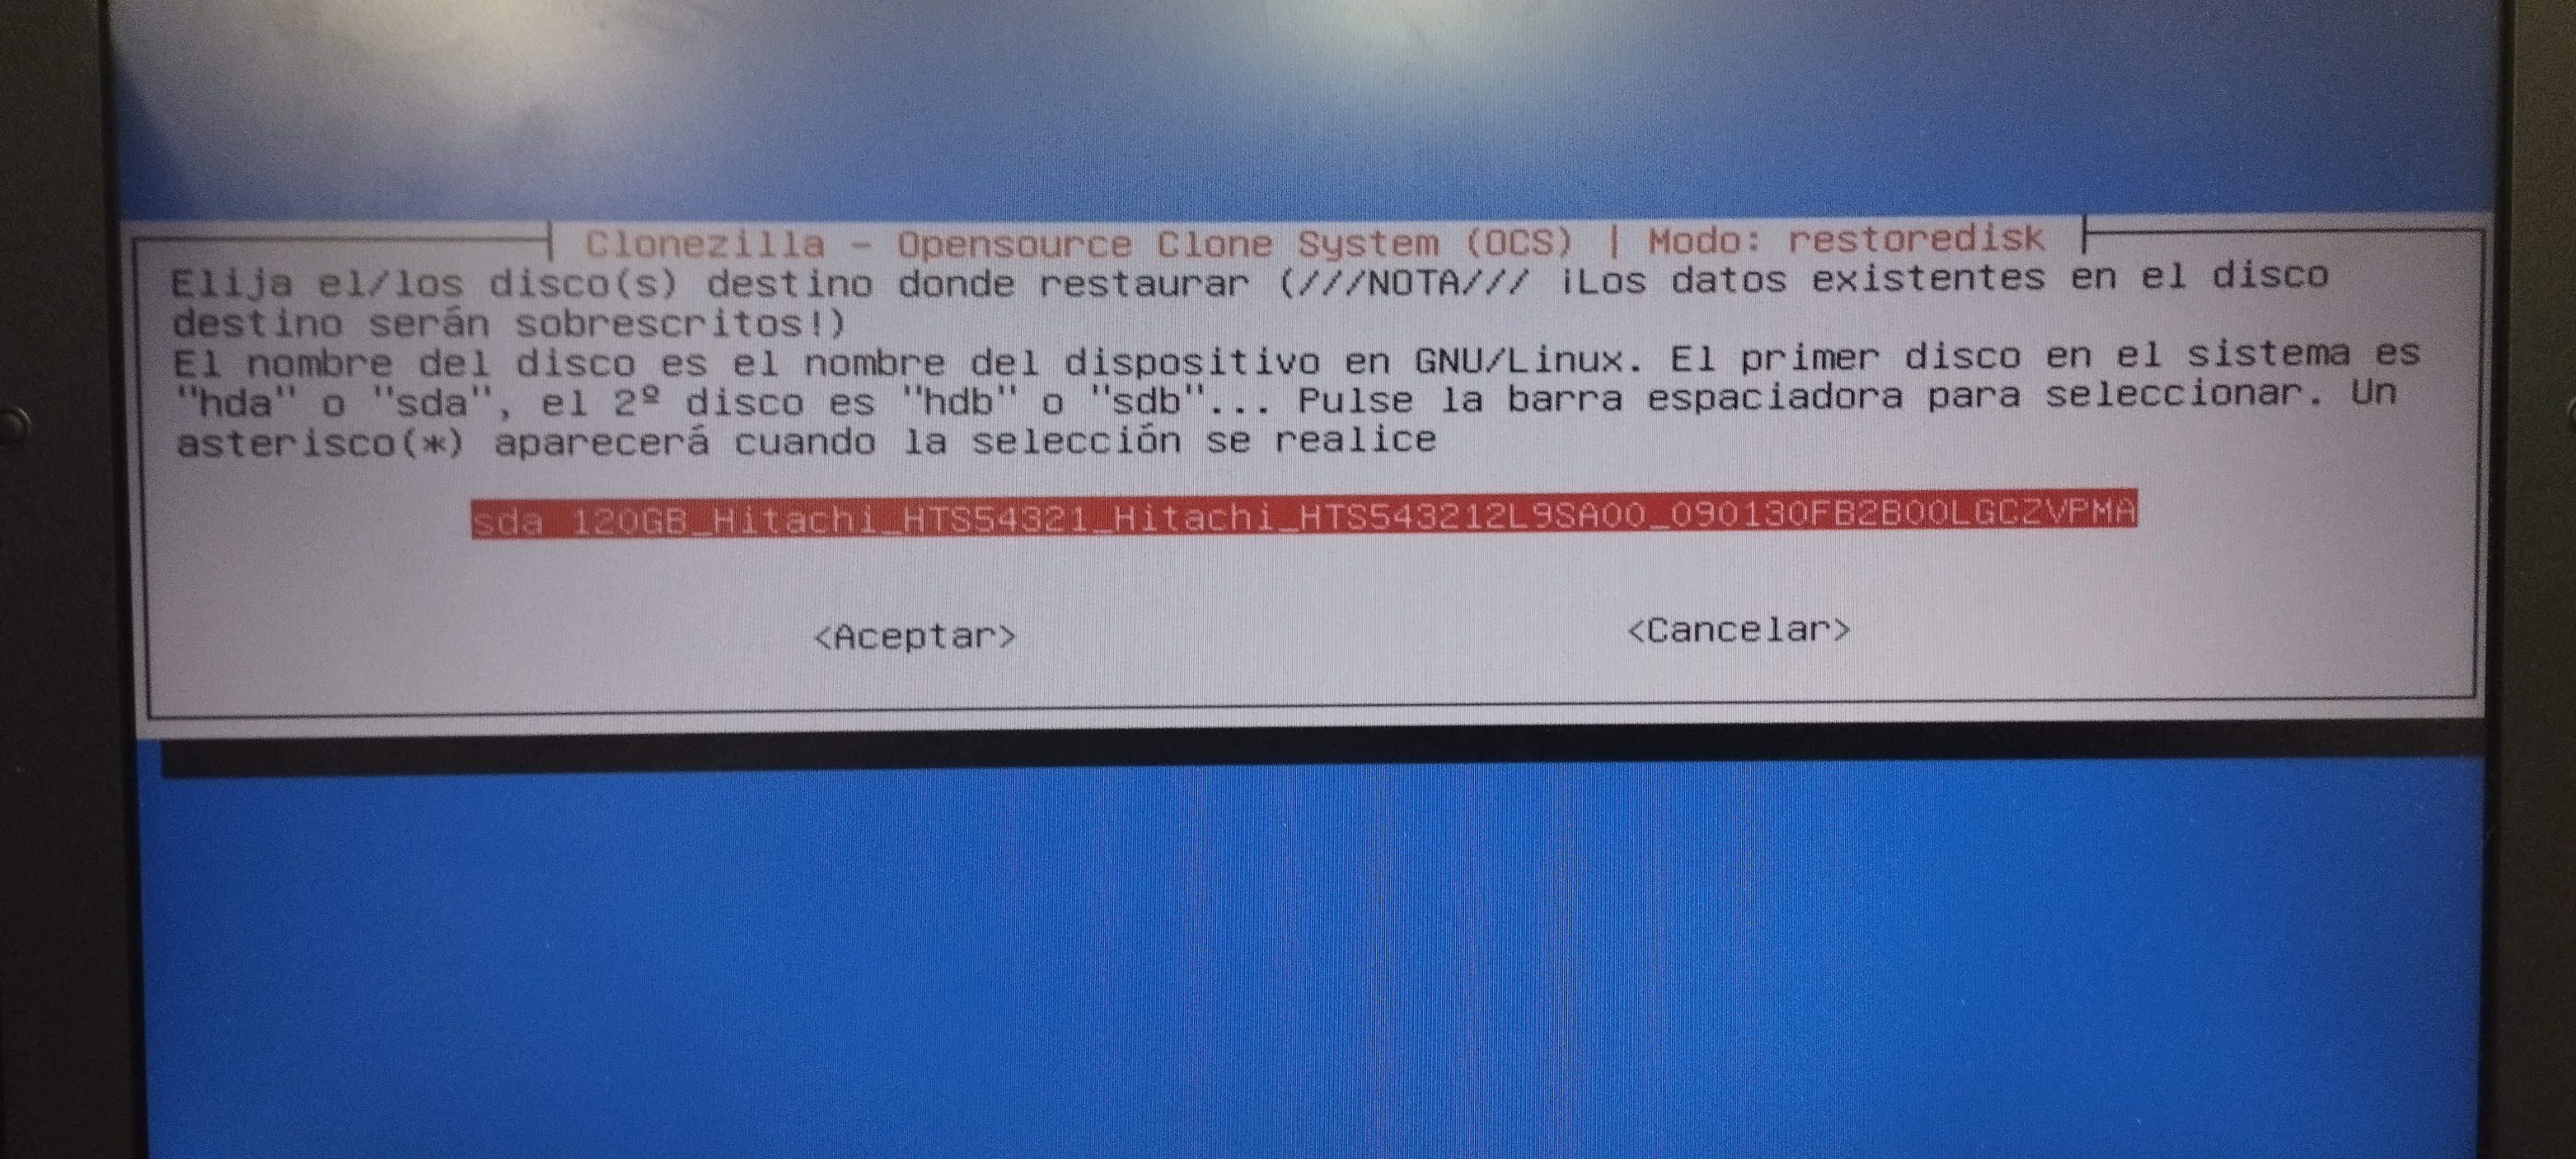 Clonezilla - Opensource Clone System (OCS) | Modo: restoredisk
Elija el/los disco(s) destino donde restaurar (///NOTA/// ¡Los datos existentes en el disco
destino serán sobrescritos!)
El nombre del disco es el nombre del dispositivo en GNU/Linux. El primer disco en el sistema es
"hda" o "sda", el 2º disco es "hdb" o "sdb"... Pulse la barra espaciadora para seleccionar. Un
asterisco(*) aparecerá cuando la selección se realice
sda 120GB_Hitachi_HTS54321_Hitachi_HTS543212L9SA00_090130FB2B00LGCZVPMA
<Aceptar> <Cancelar>